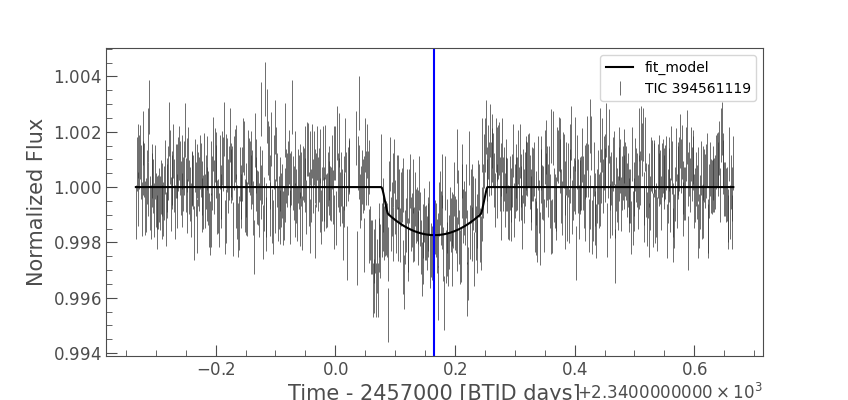 1.004
1.002
1.000
0.998
0.996
0.994
Normalized Flux
fit_model
TIC 394561119
−0.2 0.0 0.2 0.4 0.6
Time - 2457000 [BTJD days]
+2.3400000000 × 10³